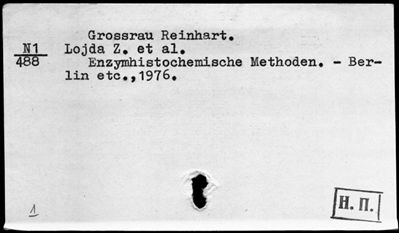 Grossrau Reinhart.
N1
488
Lojda Z. et al.
Enzymhistochemische Methoden. - Ber-
lin etc.,1976.
1
Н. П.